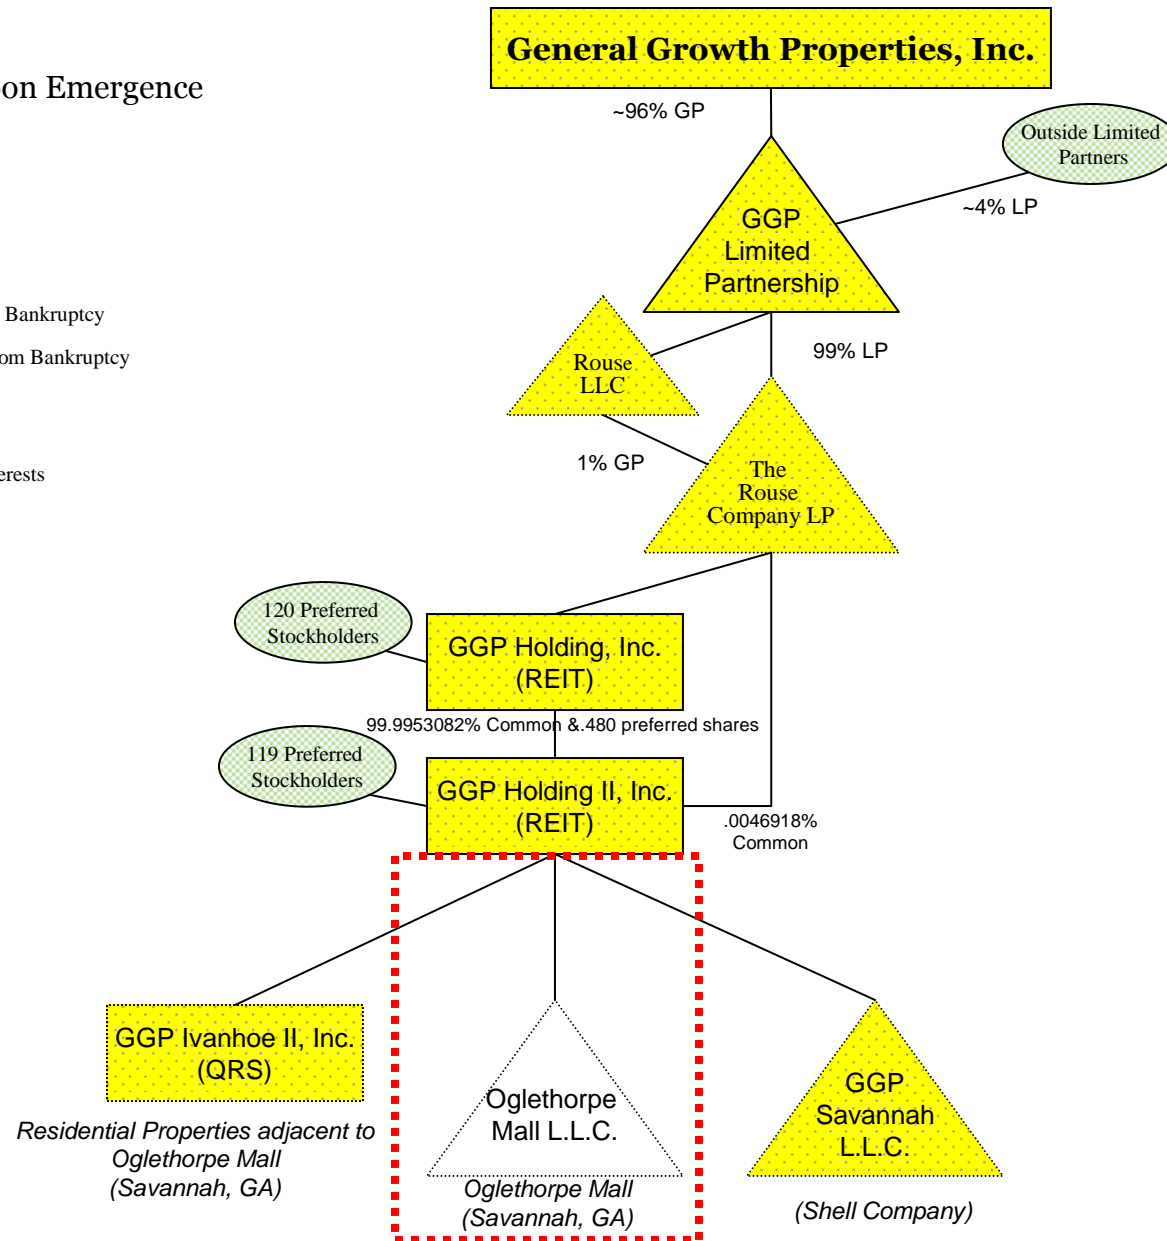 General Growth Properties, Inc.
on Emergence
~96% GP
Outside Limited
Partners
~4% LP
GGP
Limited
Partnership
Bankruptcy
om Bankruptcy
99% LP
Rouse
LLC
1% GP
The
Rouse
Company LP
erests
120 Preferred
Stockholders
GGP Holding, Inc.
(REIT)
99.9953082% Common &.480 preferred shares
119 Preferred
Stockholders
GGP Holding II, Inc.
(REIT)
.0046918%
Common
GGP Ivanhoe II, Inc.
(QRS)
Residential Properties adjacent to
Oglethorpe Mall
(Savannah, GA)
Oglethorpe
Mall L.L.C.
Oglethorpe Mall
(Savannah, GA)
GGP
Savannah
L.L.C.
(Shell Company)